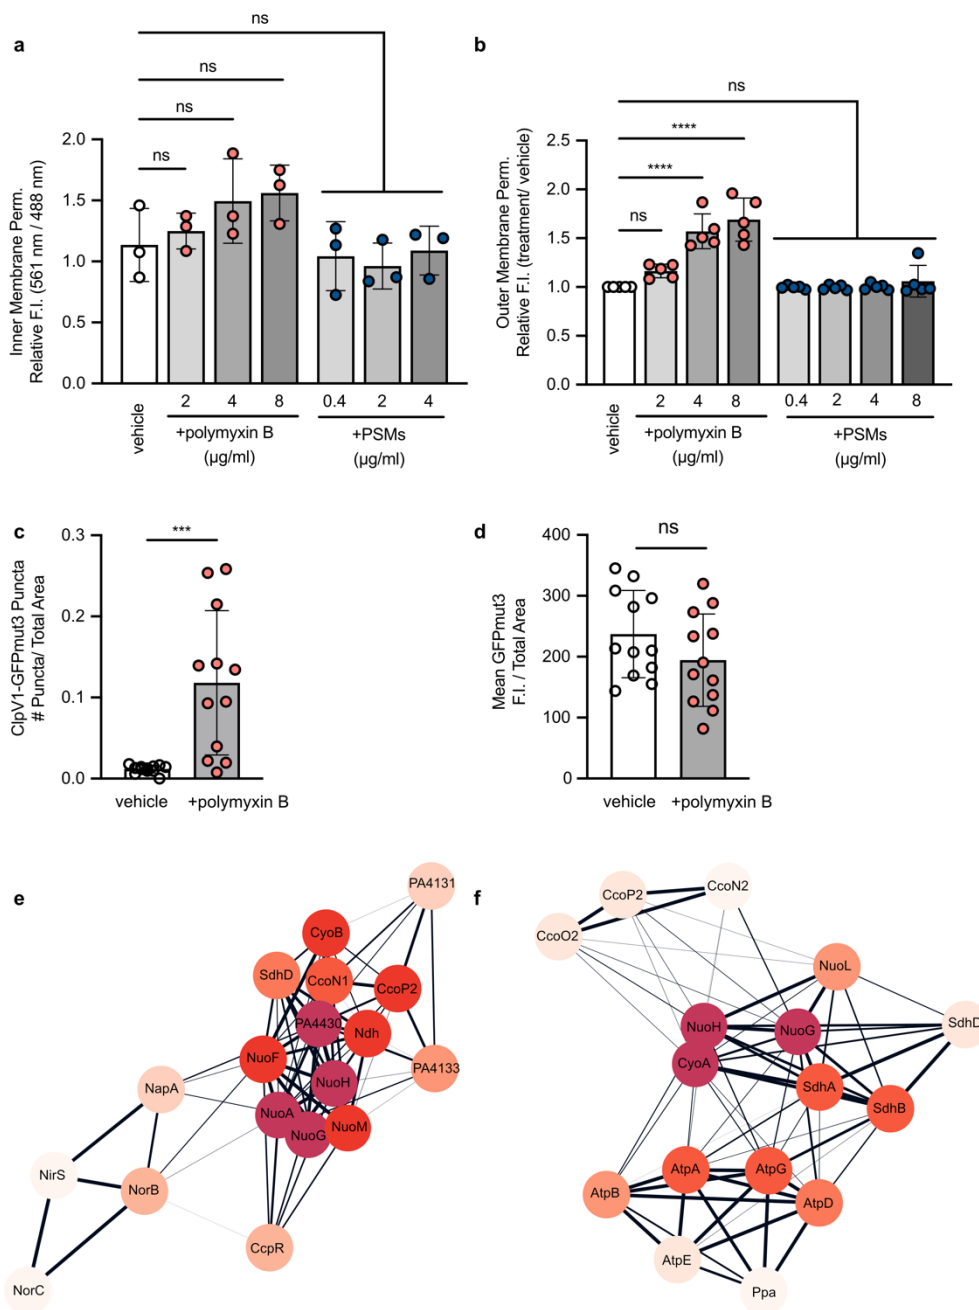 a
ns
ns
ns
ns
Inner Membrane Perm.
Relative F.I. (561 nm / 488 nm)
2.0
1.5
1.0
0.5
0.0
vehicle
2 4 8
+polymyxin B
(µg/ml)
0.4 2 4
+PSMs
(µg/ml)
b
ns
****
****
ns
Outer Membrane Perm.
Relative F.I. (treatment/ vehicle)
2.5
2.0
1.5
1.0
0.5
0.0
vehicle
2 4 8
+polymyxin B
(µg/ml)
0.4 2 4 8
+PSMs
(µg/ml)
c
***
ClpV1-GFPmut3 Puncta
# Puncta/ Total Area
0.3
0.2
0.1
0.0
vehicle +polymyxin B
d
ns
Mean GFPmut3
F.I. / Total Area
400
300
200
100
0
vehicle +polymyxin B
e
PA4131
CyoB
SdhD
CcoN1
CcoP2
PA4430
Ndh
NuoF
PA4133
NuoH
NapA
NuoA
NuoG
NuoM
NirS
NorB
CcpR
NorC
f
CcoP2
CcoN2
CcoO2
NuoL
NuoH
NuoG
SdhD
CyoA
SdhA
SdhB
AtpA
AtpG
AtpB
AtpD
AtpE
Ppa